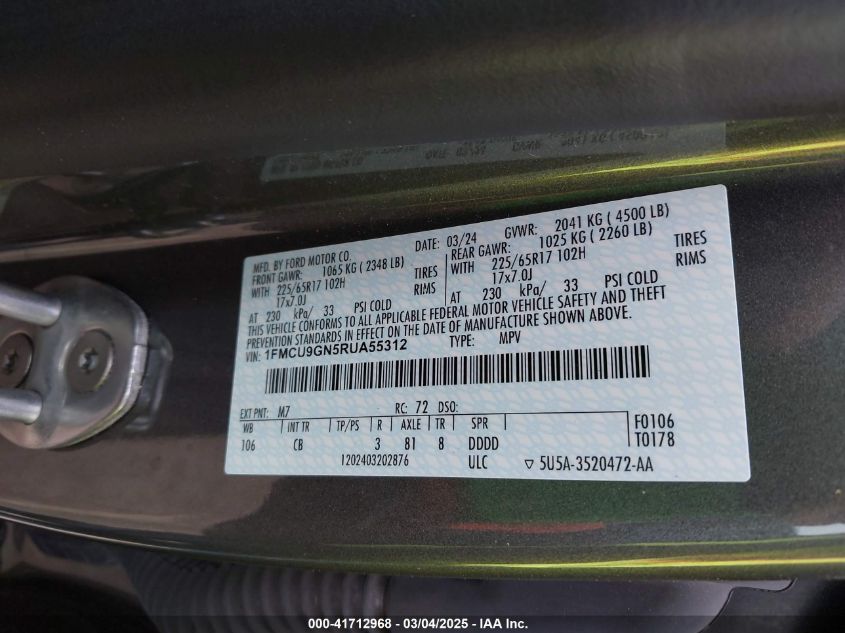 MFD. BY FORD MOTOR CO.
DATE: 03/24 GVWR: 2041 KG ( 4500 LB)
FRONT GAWR: 1065 KG ( 2348 LB) REAR GAWR: 1025 KG ( 2260 LB)
WITH 225/65R17 102H TIRES WITH 225/65R17 102H TIRES
17x7.0J RIMS 17x7.0J RIMS
AT 230 kPa/ 33 PSI COLD AT 230 kPa/ 33 PSI COLD
THIS VEHICLE CONFORMS TO ALL APPLICABLE FEDERAL MOTOR VEHICLE SAFETY AND THEFT
PREVENTION STANDARDS IN EFFECT ON THE DATE OF MANUFACTURE SHOWN ABOVE.
VIN: 1FMCU9GN5RUA55312 TYPE: MPV
EXT PNT: M7 RC: 72 DSO:
WB INT TR TP/PS R AXLE TR SPR F0106
106 CB 3 81 8 DDDD T0178
1202403202876 ULC ▽ 5U5A-3520472-AA
000-41712968 - 03/04/2025 - IAA Inc.